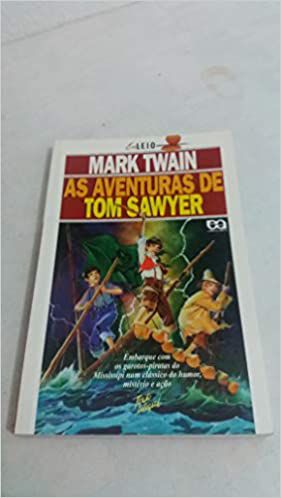 Eu LEIO
MARK TWAIN
AS AVENTURAS DE
TOM SAWYER
Embarque com
os garotos-piratas do
Mississípi num clássico do humor,
mistério e ação